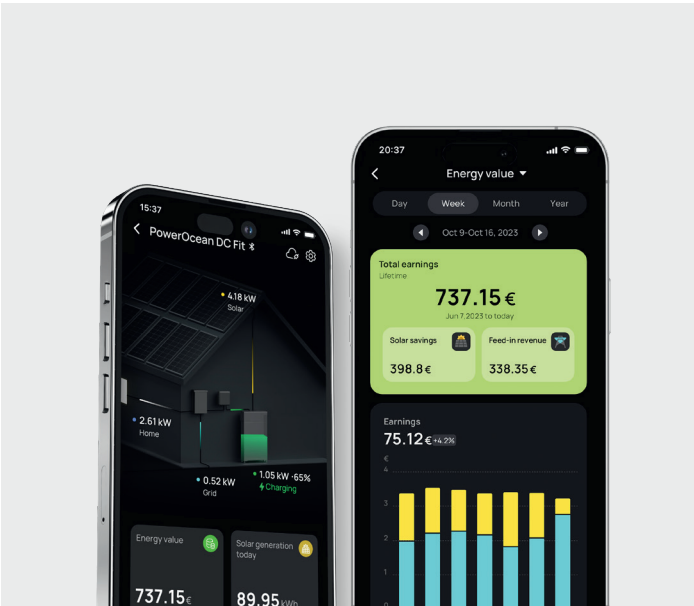 15:37
PowerOcean DC Fit
4.18 kW
Solar
2.61 kW
Home
0.52 kW
Grid
1.05 kW ·65%
Charging
Energy value
737.15€
Solar generation
today
89.95 kWh
20:37
Energy value
Day Week Month Year
Oct 9-Oct 16, 2023
Total earnings
Lifetime
737.15 €
Jun 7,2023 to today
Solar savings
398.8€
Feed-in revenue
338.35€
Earnings
75.12€ +4.2%
€
4
3
2
1
0